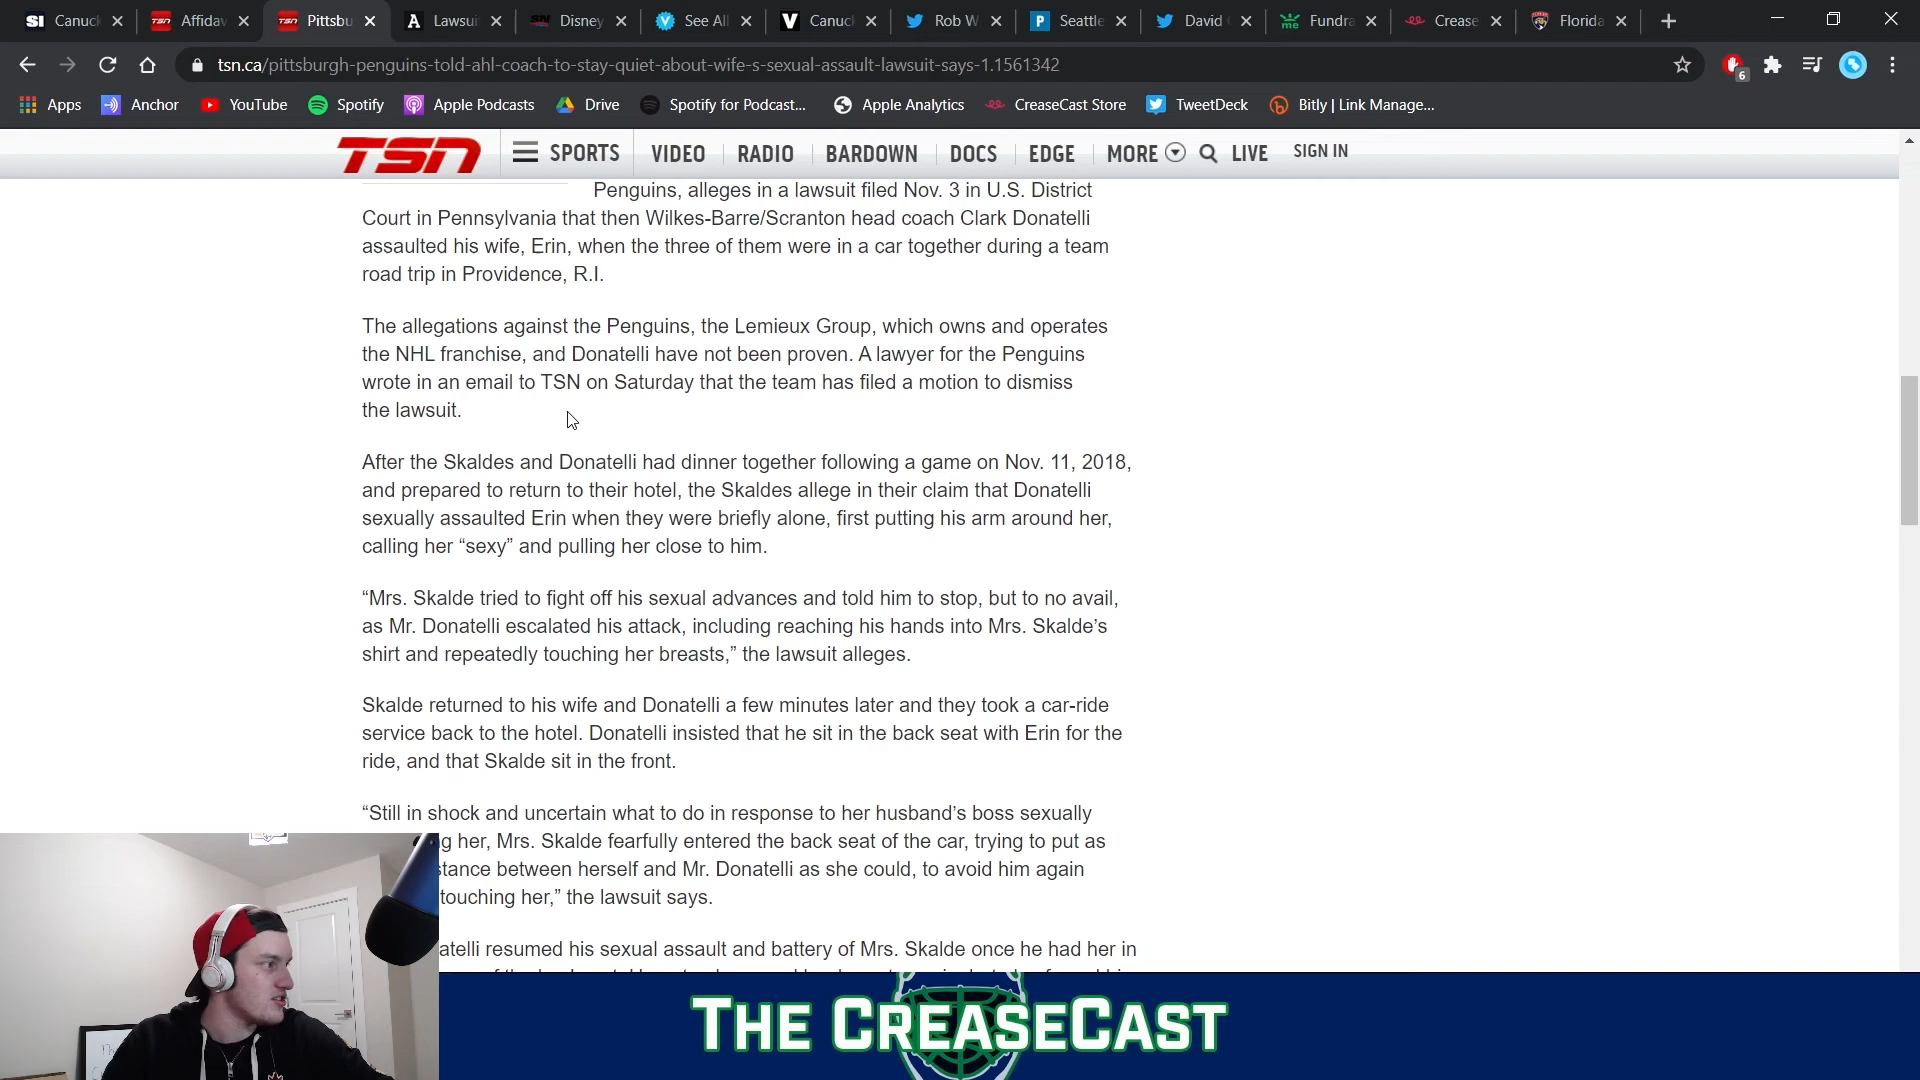 Canuck Affiday Pittsbu Lawsui Disney See All Canuck Rob W Seattle David Fundra Crease Florida
tsn.ca/pittsburgh-penguins-told-ahl-coach-to-stay-quiet-about-wife-s-sexual-assault-lawsuit-says-1.1561342
6
Apps Anchor YouTube Spotify Apple Podcasts Drive Spotify for Podcast... Apple Analytics CreaseCast Store TweetDeck Bitly | Link Manage...
TSN SPORTS VIDEO RADIO BARDOWN DOCS EDGE MORE LIVE SIGN IN
Penguins, alleges in a lawsuit filed Nov. 3 in U.S. District
Court in Pennsylvania that then Wilkes-Barre/Scranton head coach Clark Donatelli
assaulted his wife, Erin, when the three of them were in a car together during a team
road trip in Providence, R.I.
The allegations against the Penguins, the Lemieux Group, which owns and operates
the NHL franchise, and Donatelli have not been proven. A lawyer for the Penguins
wrote in an email to TSN on Saturday that the team has filed a motion to dismiss
the lawsuit.
After the Skaldes and Donatelli had dinner together following a game on Nov. 11, 2018,
and prepared to return to their hotel, the Skaldes allege in their claim that Donatelli
sexually assaulted Erin when they were briefly alone, first putting his arm around her,
calling her “sexy” and pulling her close to him.
“Mrs. Skalde tried to fight off his sexual advances and told him to stop, but to no avail,
as Mr. Donatelli escalated his attack, including reaching his hands into Mrs. Skalde’s
shirt and repeatedly touching her breasts,” the lawsuit alleges.
Skalde returned to his wife and Donatelli a few minutes later and they took a car-ride
service back to the hotel. Donatelli insisted that he sit in the back seat with Erin for the
ride, and that Skalde sit in the front.
“Still in shock and uncertain what to do in response to her husband’s boss sexually
g her, Mrs. Skalde fearfully entered the back seat of the car, trying to put as
stance between herself and Mr. Donatelli as she could, to avoid him again
touching her,” the lawsuit says.
atelli resumed his sexual assault and battery of Mrs. Skalde once he had her in
THE CREASECAST